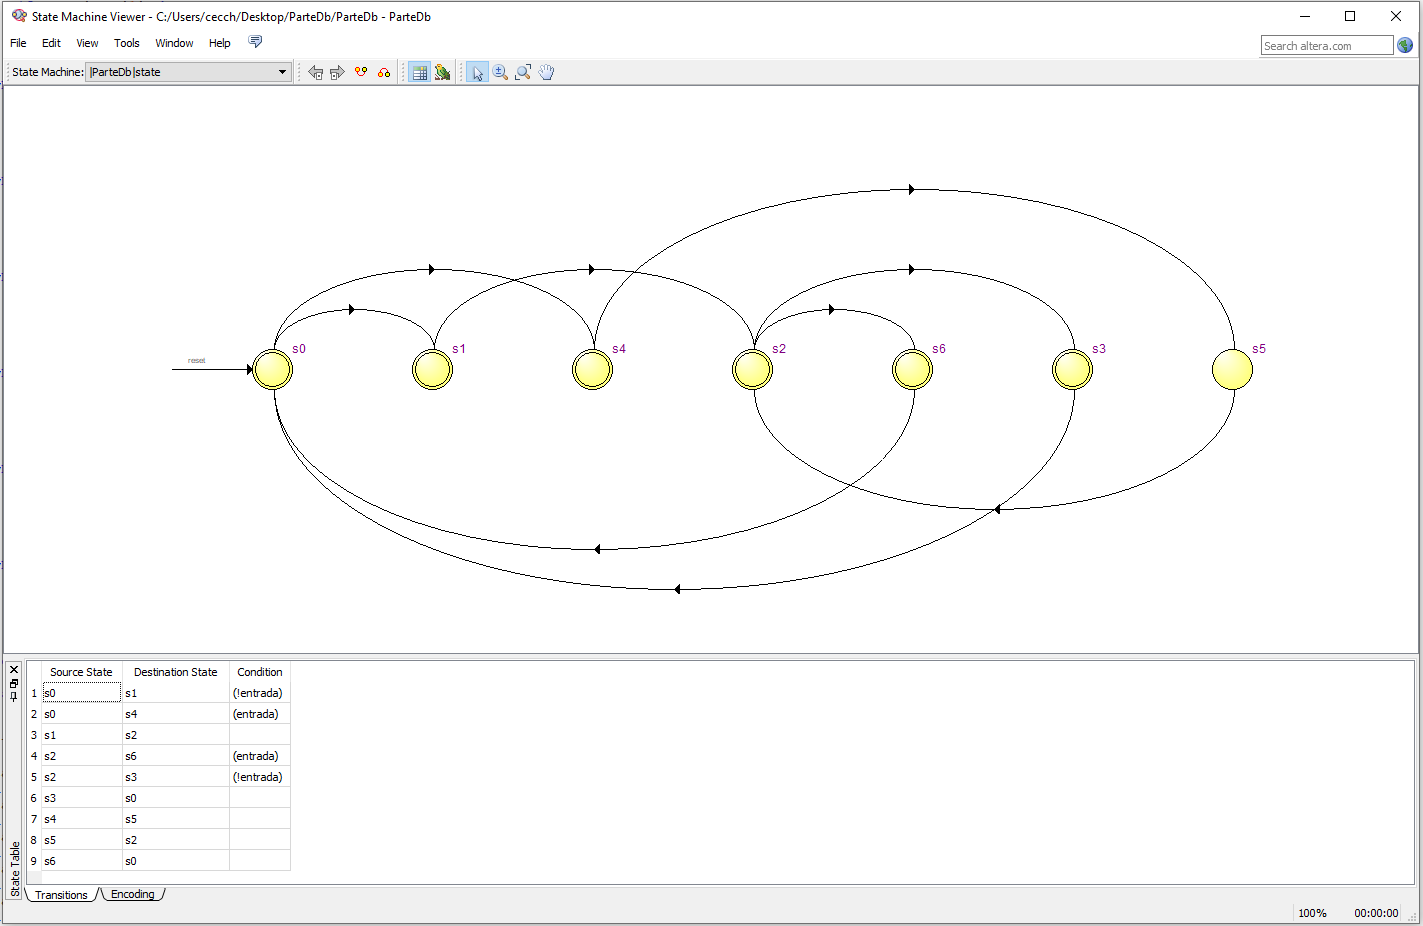 State Machine Viewer - C:/Users/cecch/Desktop/ParteDb/ParteDb - ParteDb
File Edit View Tools Window Help
Search altera.com
State Machine: |ParteDb|state
reset
s0 s1 s4 s2 s6 s3 s5
Source State Destination State Condition
1 s0 s1 (!entrada)
2 s0 s4 (entrada)
3 s1 s2
4 s2 s6 (entrada)
5 s2 s3 (!entrada)
6 s3 s0
7 s4 s5
8 s5 s2
9 s6 s0
State Table
Transitions Encoding
100% 00:00:00